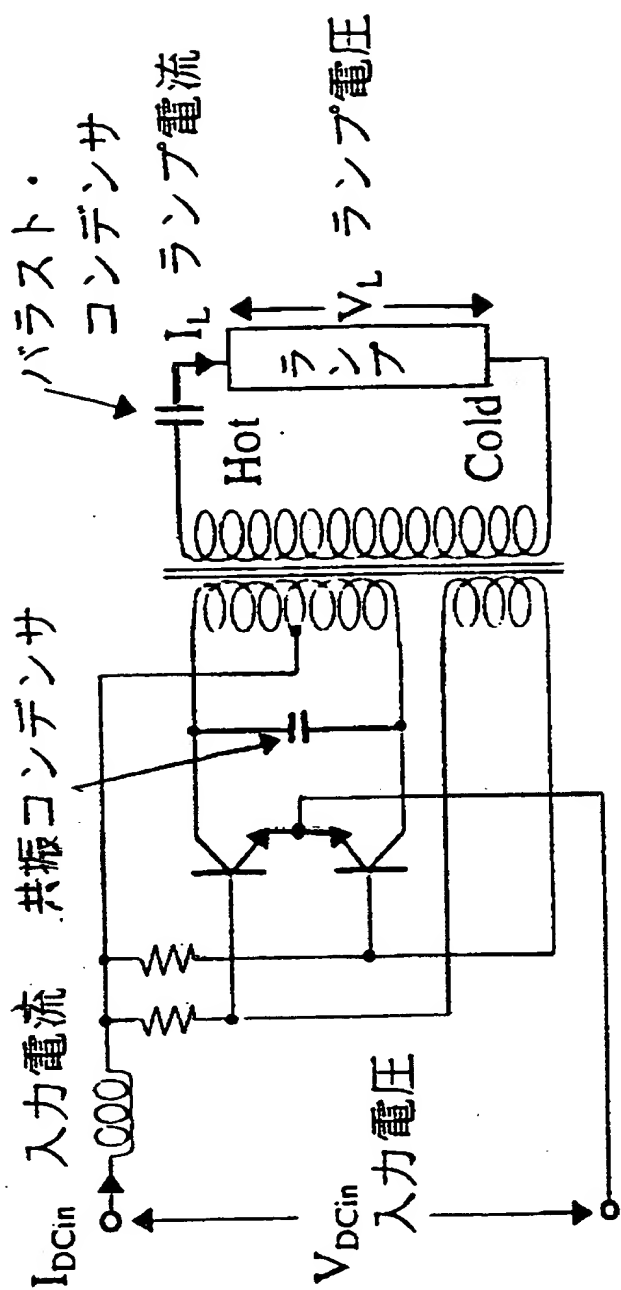 バラスト・
コンデンサ
I_L ランプ電流
共振コンデンサ
入力電流
I_DCin
Hot
ランプ
V_L ランプ電圧
Cold
V_DCin
入力電圧